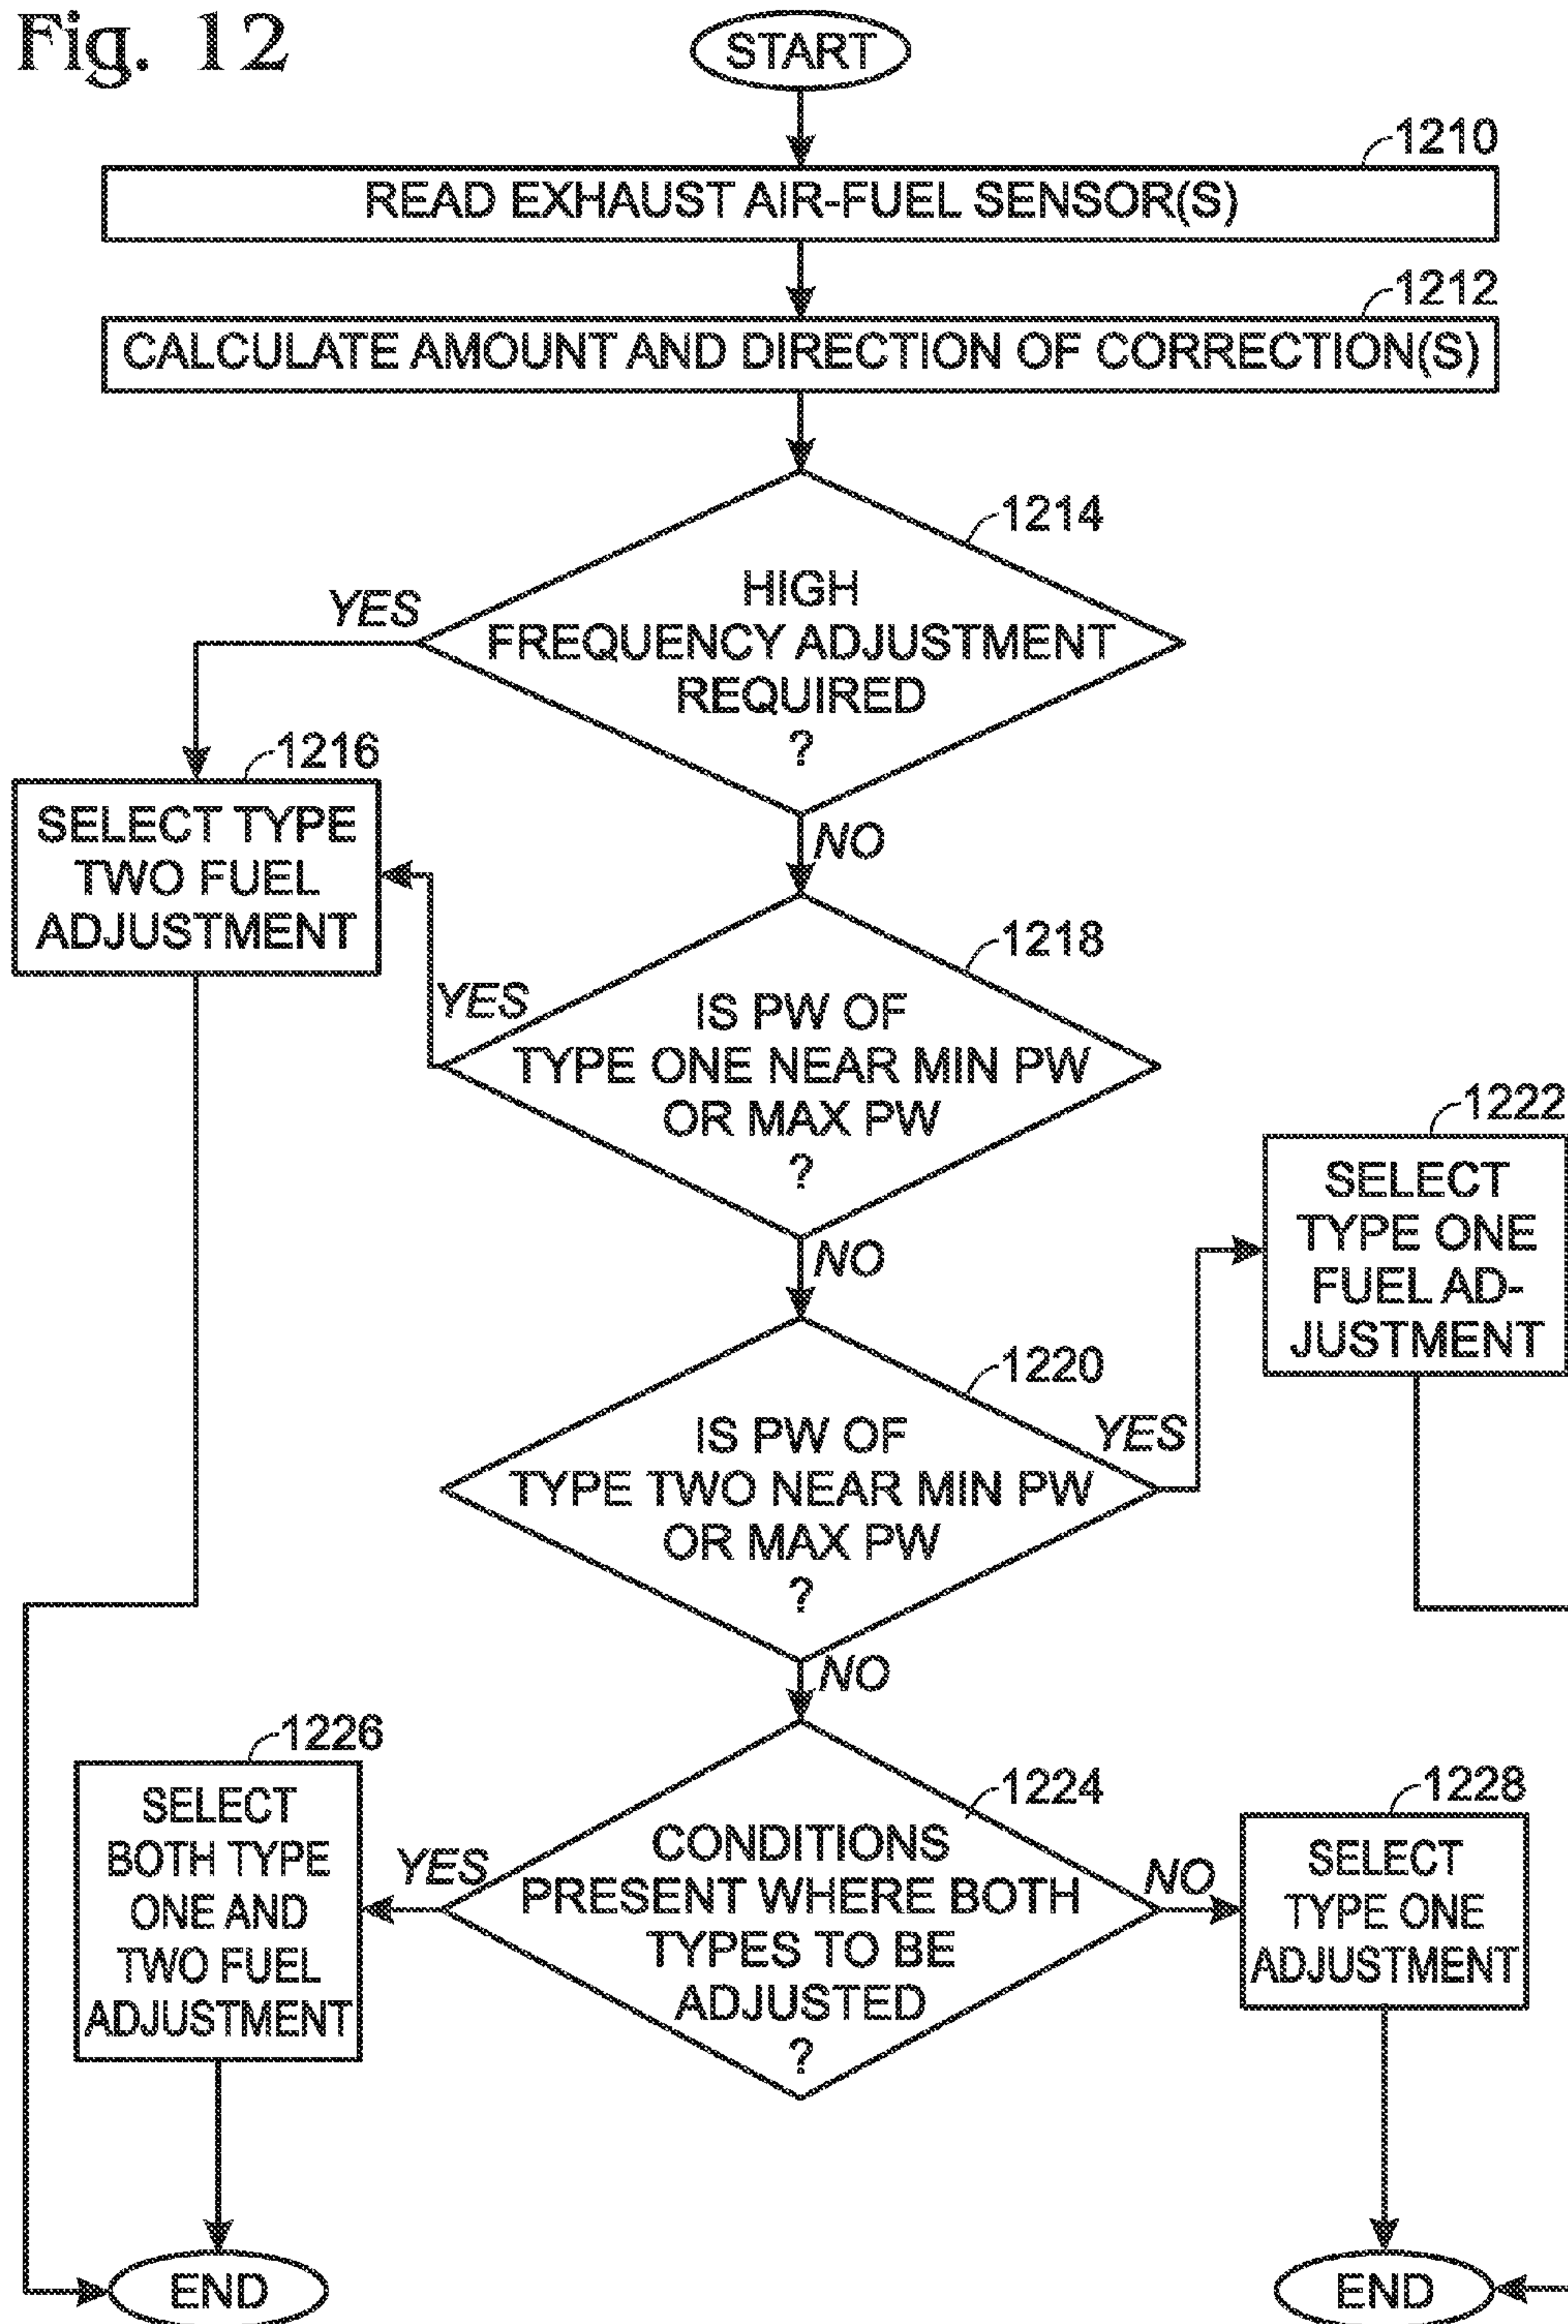 Fig. 12
START
1210
READ EXHAUST AIR-FUEL SENSOR(S)
1212
CALCULATE AMOUNT AND DIRECTION OF CORRECTION(S)
1214
HIGH
FREQUENCY ADJUSTMENT
REQUIRED
?
YES
NO
1216
SELECT TYPE
TWO FUEL
ADJUSTMENT
1218
IS PW OF
TYPE ONE NEAR MIN PW
OR MAX PW
?
YES
NO
1222
SELECT
TYPE ONE
FUEL AD-
JUSTMENT
1220
IS PW OF
TYPE TWO NEAR MIN PW
OR MAX PW
?
YES
NO
1226
SELECT
BOTH TYPE
ONE AND
TWO FUEL
ADJUSTMENT
1224
CONDITIONS
PRESENT WHERE BOTH
TYPES TO BE
ADJUSTED
?
YES
NO
1228
SELECT
TYPE ONE
ADJUSTMENT
END
END